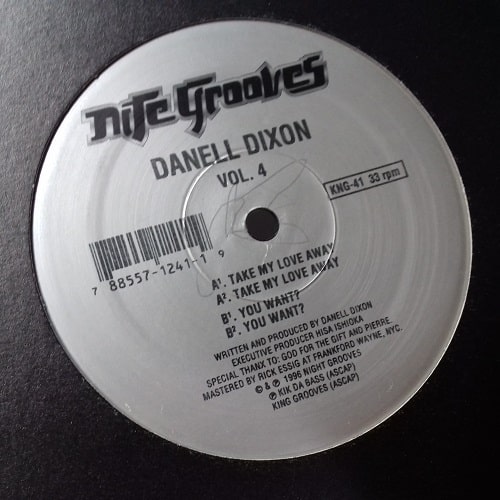 Nite Grooves
DANELL DIXON
VOL. 4
KNG-41 33 rpm
7 88557-1241-1 9
A¹. TAKE MY LOVE AWAY
A². TAKE MY LOVE AWAY
B¹. YOU WANT?
B². YOU WANT?
WRITTEN AND PRODUCED BY DANELL DIXON
EXECUTIVE PRODUCER HISA ISHIOKA
SPECIAL THANX TO: GOD FOR THE GIFT AND PIERRE
MASTERED BY RICK ESSIG AT FRANKFORD WAYNE, NYC.
© & ℗ 1996 NIGHT GROOVES
℗ KIK DA BASS (ASCAP)
KING GROOVES (ASCAP)